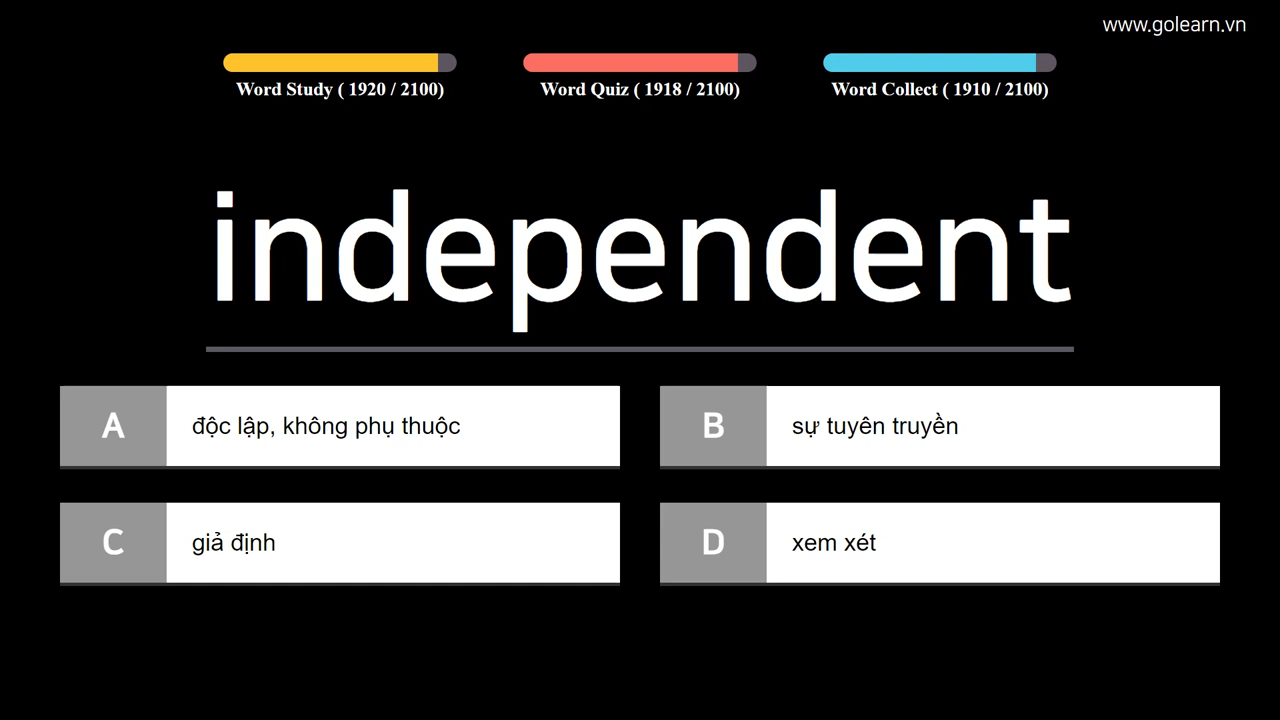 www.golearn.vn
Word Study ( 1920 / 2100)
Word Quiz ( 1918 / 2100)
Word Collect ( 1910 / 2100)
independent
A độc lập, không phụ thuộc
B sự tuyên truyền
C giả định
D xem xét